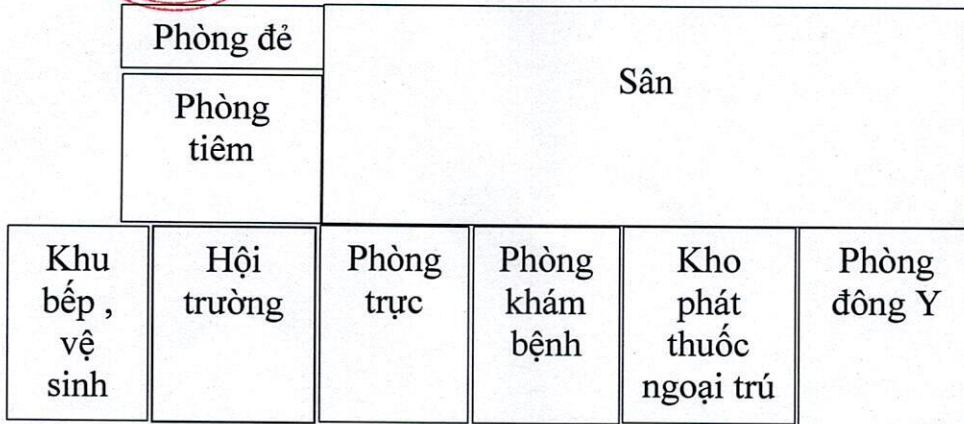 Phòng đẻ
Phòng
tiêm
Sân
Khu
bếp ,
vệ
sinh
Hội
trường
Phòng
trực
Phòng
khám
bệnh
Kho
phát
thuốc
ngoại trú
Phòng
đông Y